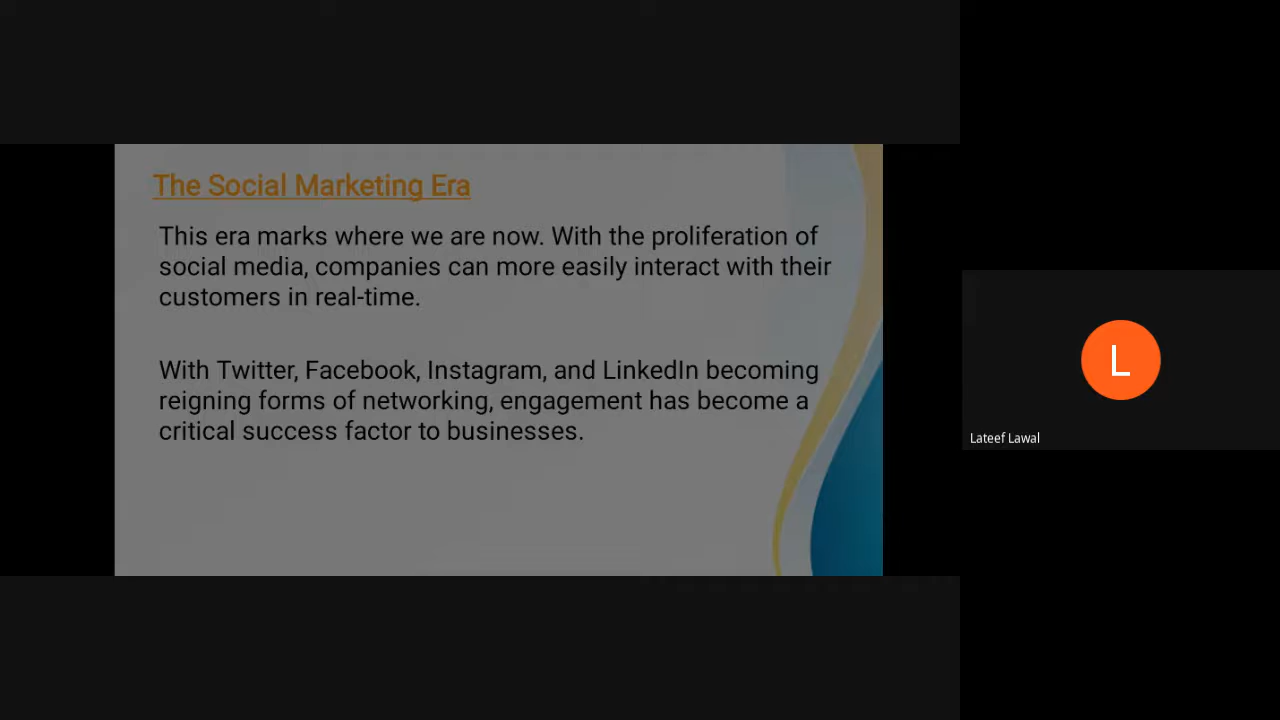 The Social Marketing Era
This era marks where we are now. With the proliferation of
social media, companies can more easily interact with their
customers in real-time.
With Twitter, Facebook, Instagram, and LinkedIn becoming
reigning forms of networking, engagement has become a
critical success factor to businesses.
L
Lateef Lawal